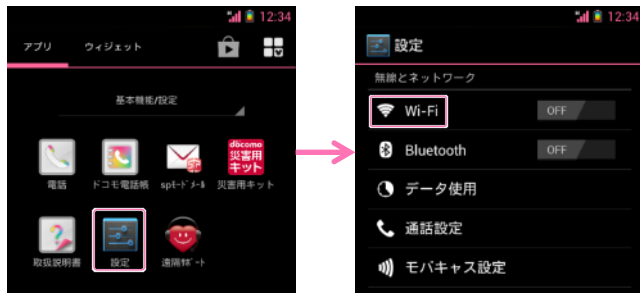 12:34
アプリ ウィジェット
基本機能/設定
docomo
災害用
キット
電話 ドコモ電話帳 spモードメール 災害用キット
取扱説明書 設定 遠隔サポート
12:34
設定
無線とネットワーク
Wi-Fi OFF
Bluetooth OFF
データ使用
通話設定
モバキャス設定